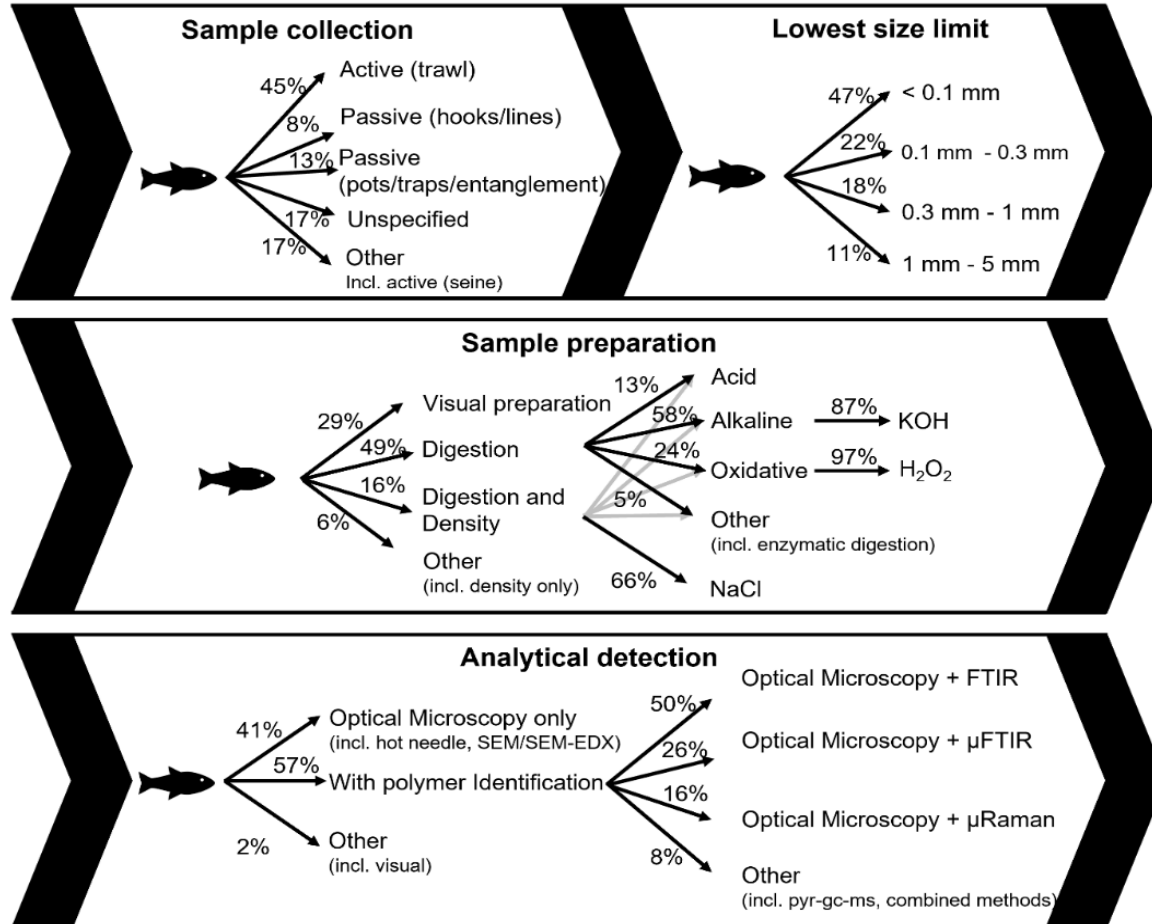 Sample collection
45%
Active (trawl)
8%
Passive (hooks/lines)
13%
Passive
(pots/traps/entanglement)
17%
Unspecified
17%
Other
Incl. active (seine)
Lowest size limit
47%
< 0.1 mm
22%
0.1 mm - 0.3 mm
18%
0.3 mm - 1 mm
11%
1 mm - 5 mm
Sample preparation
29%
Visual preparation
49%
Digestion
16%
Digestion and
Density
6%
Other
(incl. density only)
13%
Acid
58%
Alkaline
87%
KOH
24%
Oxidative
97%
H₂O₂
5%
Other
(incl. enzymatic digestion)
66%
NaCl
Analytical detection
41%
Optical Microscopy only
(incl. hot needle, SEM/SEM-EDX)
57%
With polymer Identification
2%
Other
(incl. visual)
50%
Optical Microscopy + FTIR
26%
Optical Microscopy + µFTIR
16%
Optical Microscopy + µRaman
8%
Other
(incl. pyr-gc-ms, combined methods)